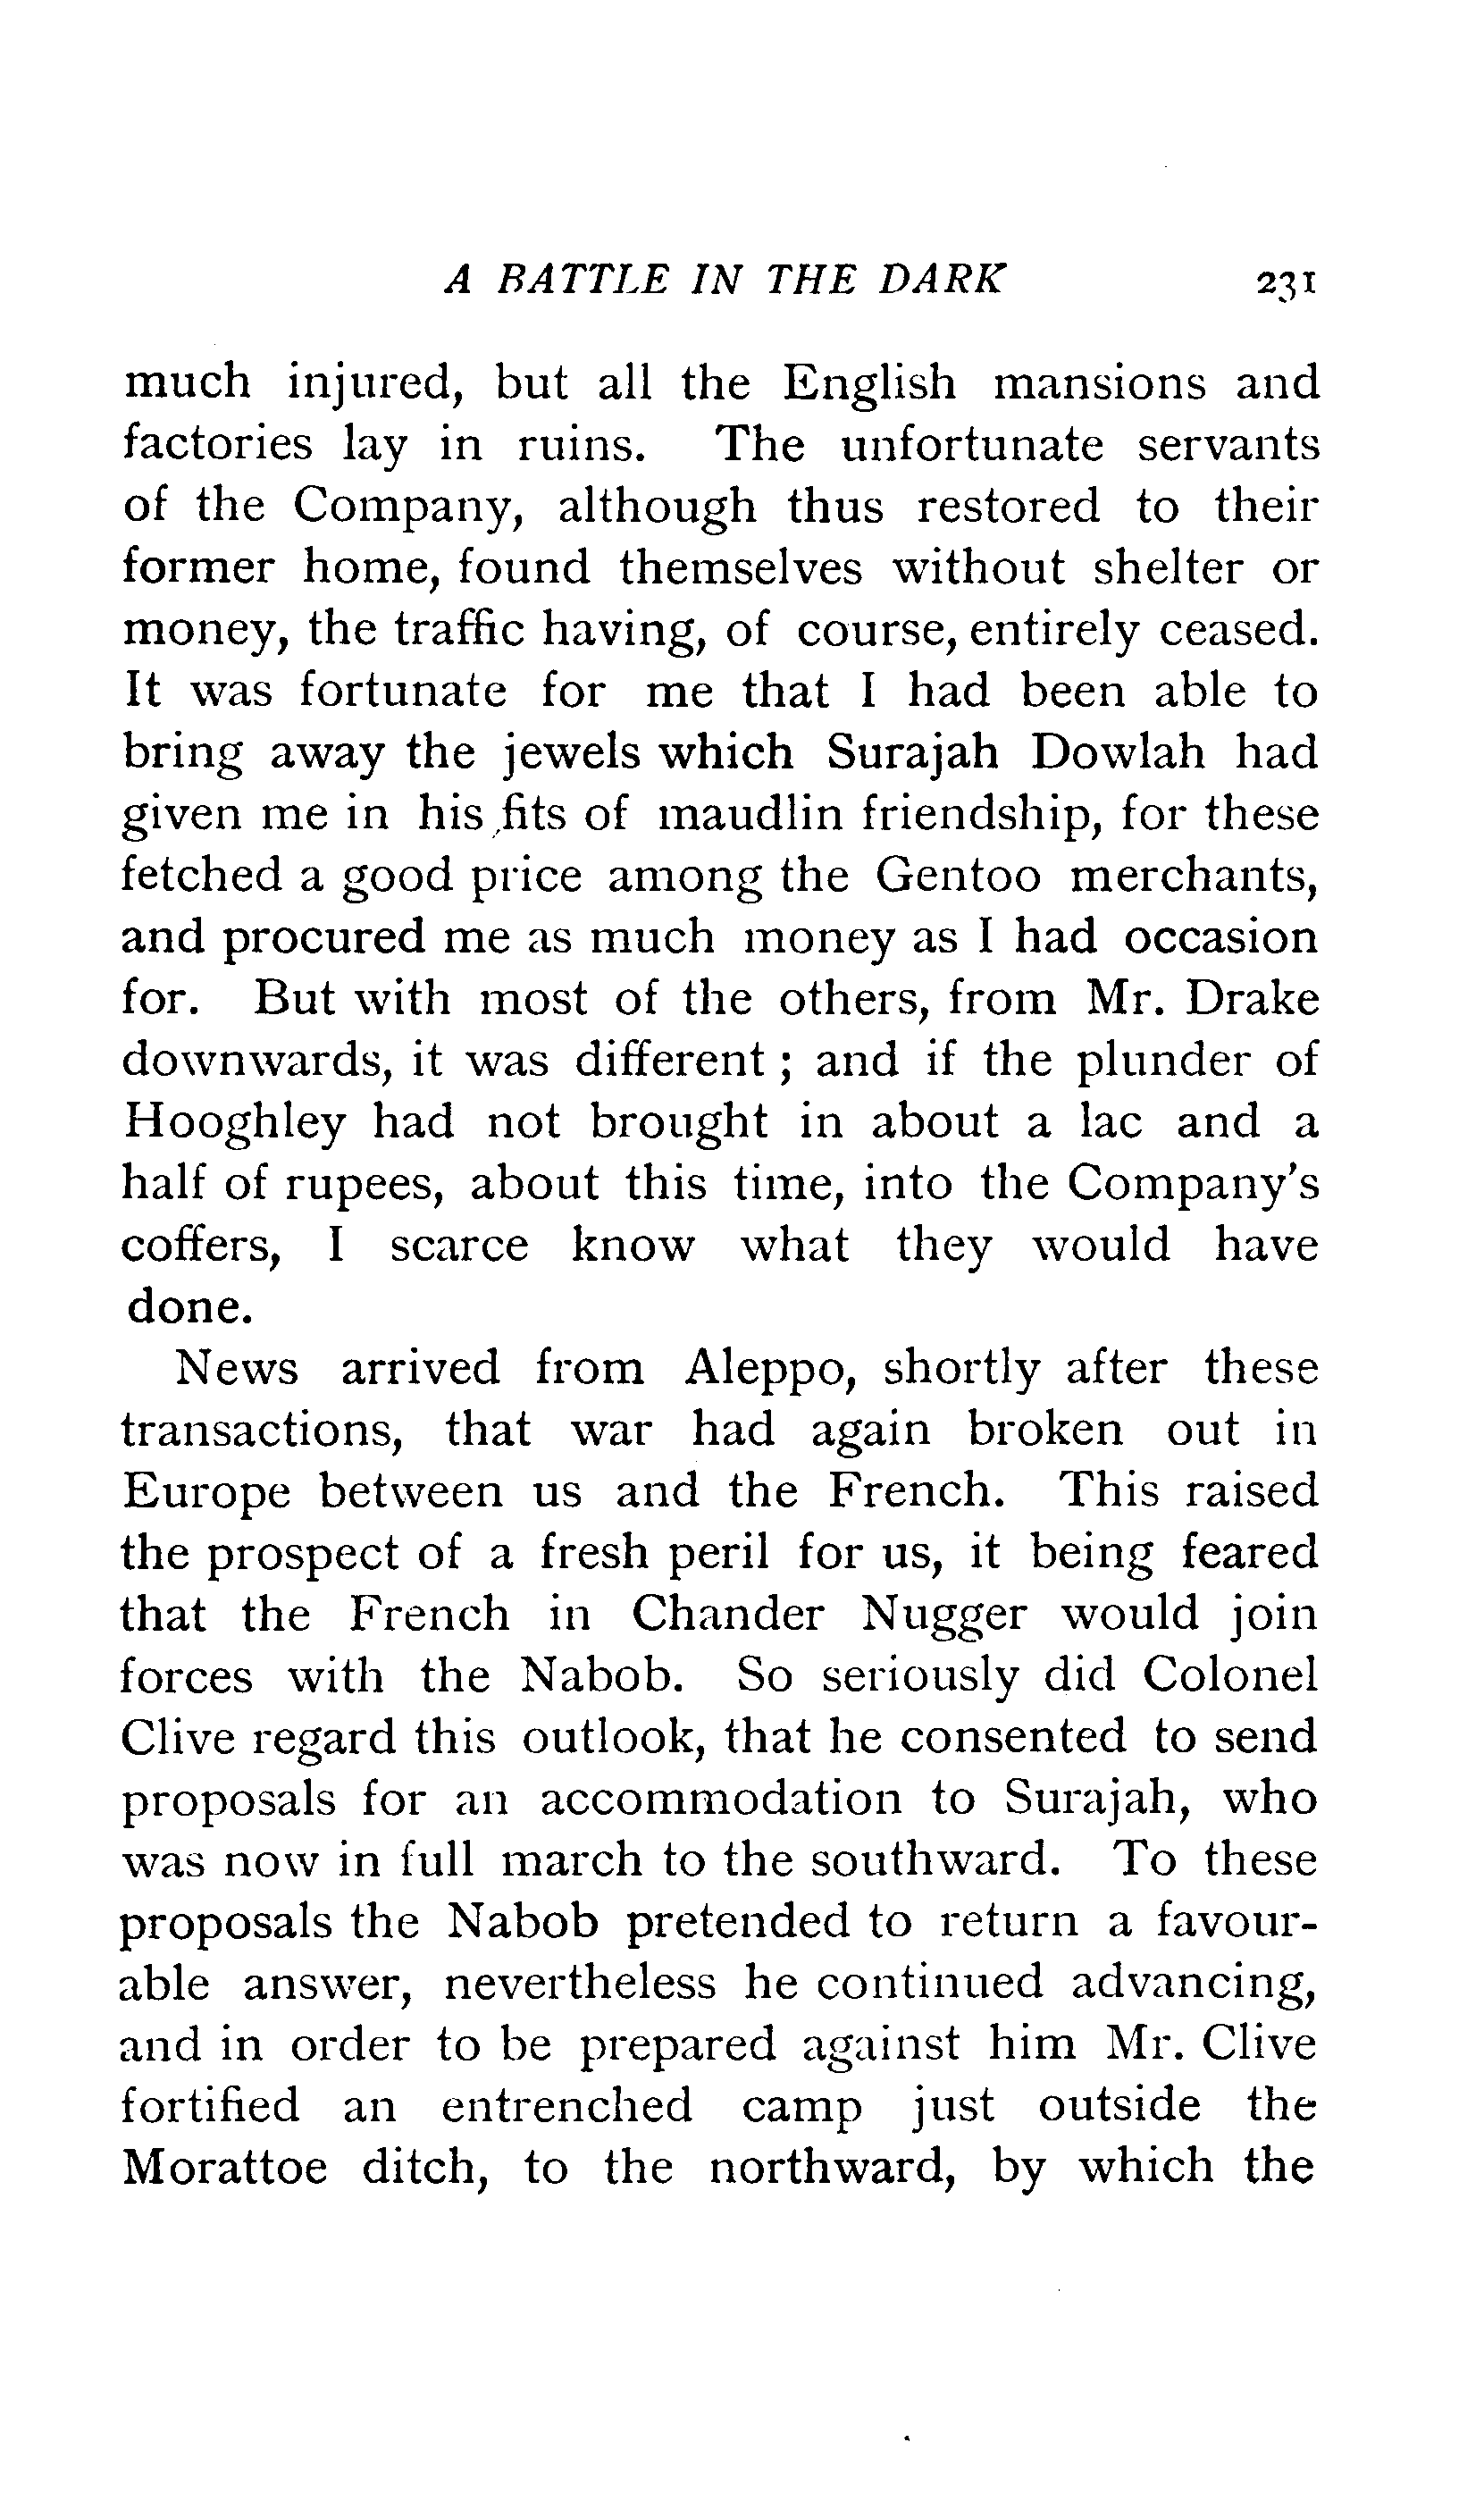 A BATTLE IN THE DARK 231
much injured, but all the English mansions and
factories lay in ruins. The unfortunate servants
of the Company, although thus restored to their
former home, found themselves without shelter or
money, the traffic having, of course, entirely ceased.
It was fortunate for me that I had been able to
bring away the jewels which Surajah Dowlah had
given me in his fits of maudlin friendship, for these
fetched a good price among the Gentoo merchants,
and procured me as much money as I had occasion
for. But with most of the others, from Mr. Drake
downwards, it was different ; and if the plunder of
Hooghley had not brought in about a lac and a
half of rupees, about this time, into the Company's
coffers, I scarce know what they would have
done.
News arrived from Aleppo, shortly after these
transactions, that war had again broken out in
Europe between us and the French. This raised
the prospect of a fresh peril for us, it being feared
that the French in Chander Nugger would join
forces with the Nabob. So seriously did Colonel
Clive regard this outlook, that he consented to send
proposals for an accommodation to Surajah, who
was now in full march to the southward. To these
proposals the Nabob pretended to return a favour-
able answer, nevertheless he continued advancing,
and in order to be prepared against him Mr. Clive
fortified an entrenched camp just outside the
Morattoe ditch, to the northward, by which the